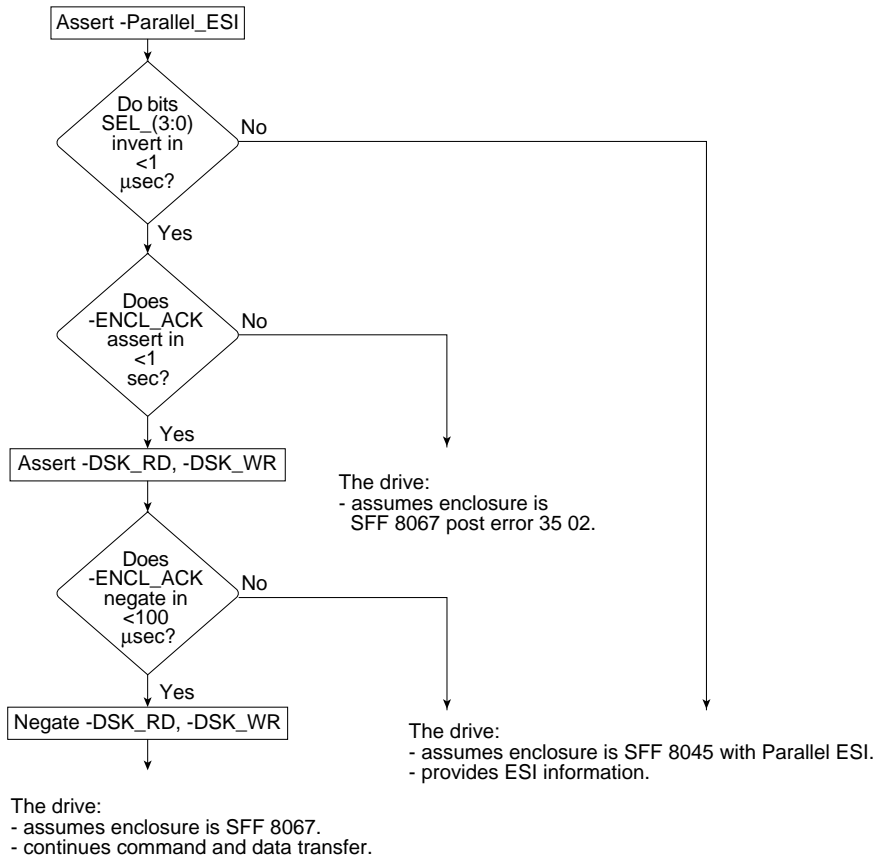 Assert -Parallel_ESI
Do bits
SEL_(3:0)
invert in
<1
μsec?
No
Yes
Does
-ENCL_ACK
assert in
<1
sec?
No
Yes
Assert -DSK_RD, -DSK_WR
The drive:
- assumes enclosure is
SFF 8067 post error 35 02.
Does
-ENCL_ACK
negate in
<100
μsec?
No
Yes
Negate -DSK_RD, -DSK_WR
The drive:
- assumes enclosure is SFF 8045 with Parallel ESI.
- provides ESI information.
The drive:
- assumes enclosure is SFF 8067.
- continues command and data transfer.